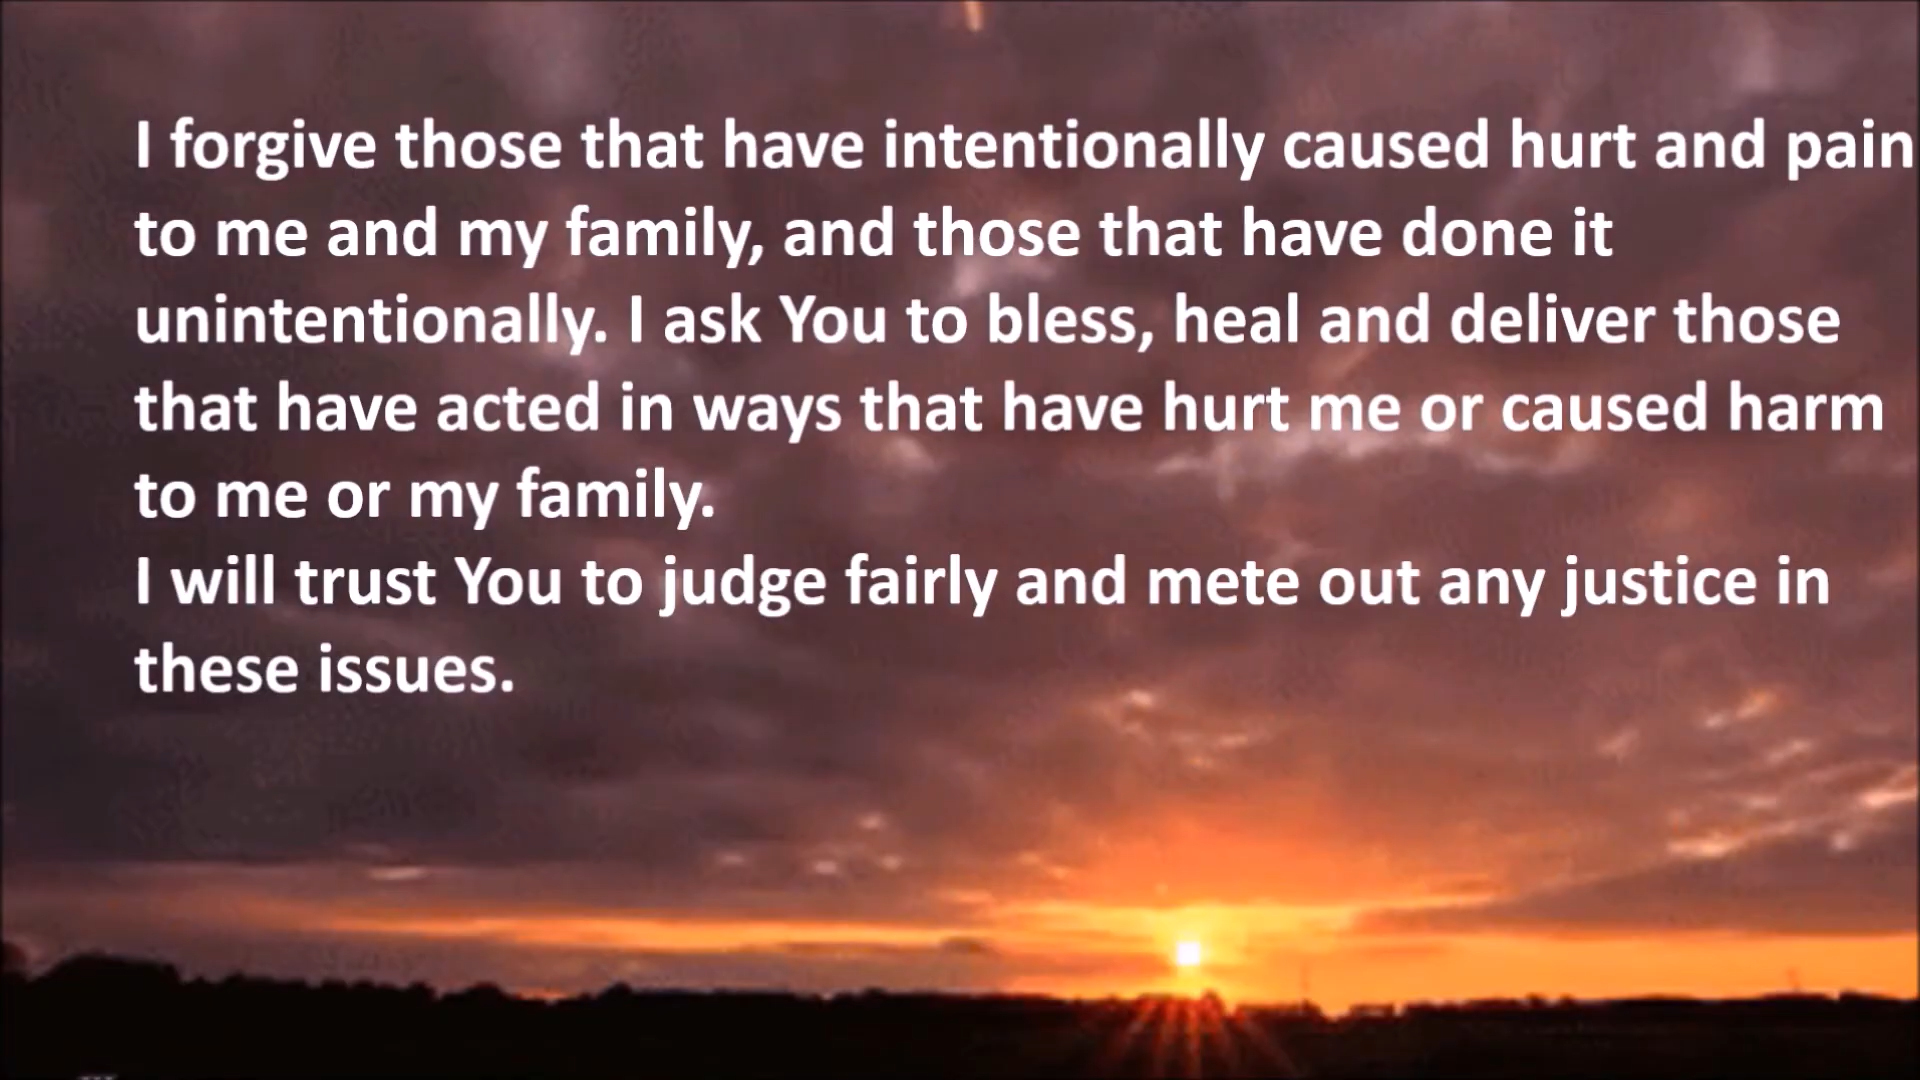 I forgive those that have intentionally caused hurt and pain
to me and my family, and those that have done it
unintentionally. I ask You to bless, heal and deliver those
that have acted in ways that have hurt me or caused harm
to me or my family.
I will trust You to judge fairly and mete out any justice in
these issues.